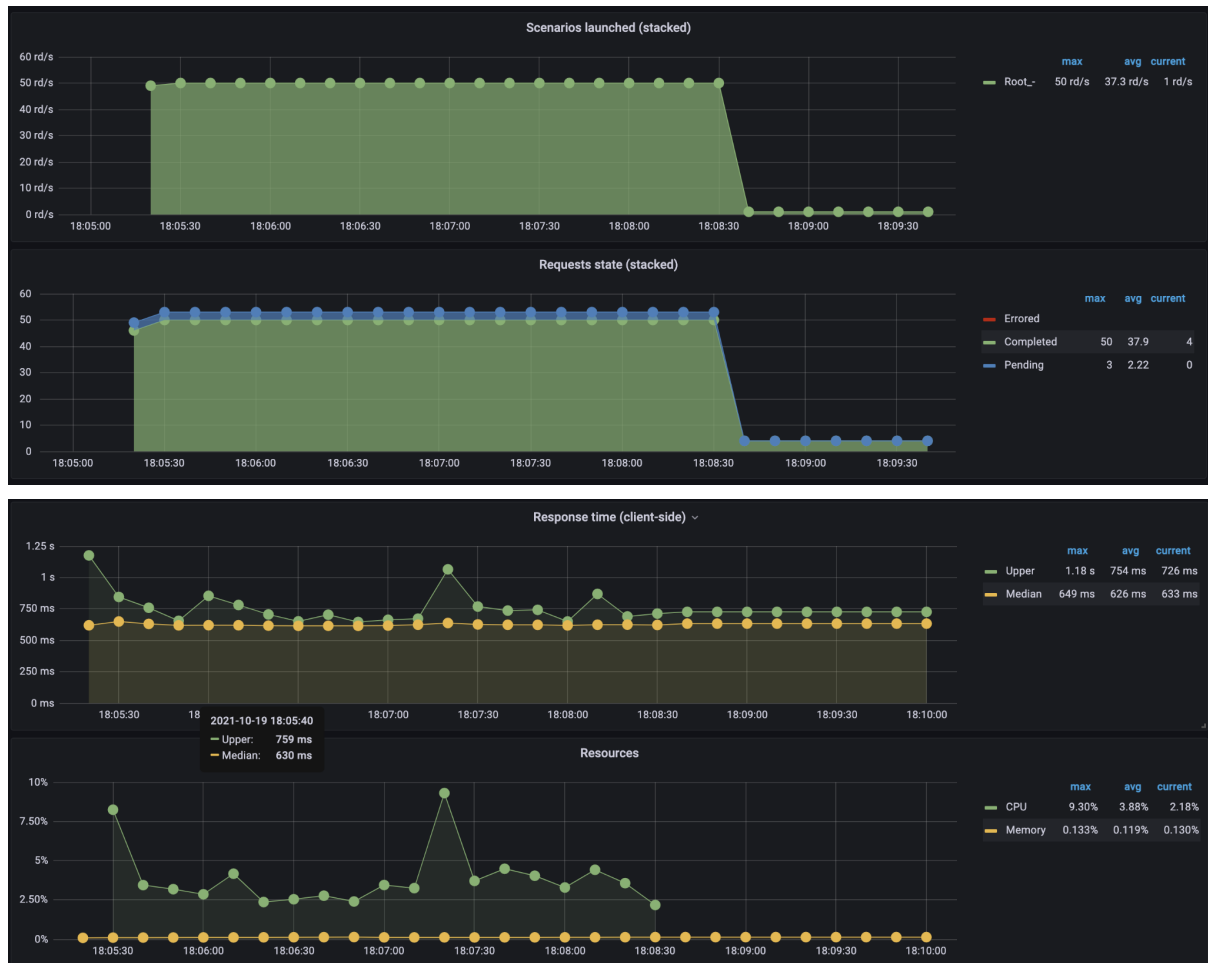 Scenarios launched (stacked)
60 rd/s
50 rd/s
40 rd/s
30 rd/s
20 rd/s
10 rd/s
0 rd/s
18:05:00 18:05:30 18:06:00 18:06:30 18:07:00 18:07:30 18:08:00 18:08:30 18:09:00 18:09:30
max avg current
Root_- 50 rd/s 37.3 rd/s 1 rd/s
Requests state (stacked)
60
50
40
30
20
10
0
18:05:00 18:05:30 18:06:00 18:06:30 18:07:00 18:07:30 18:08:00 18:08:30 18:09:00 18:09:30
max avg current
Errored
Completed 50 37.9 4
Pending 3 2.22 0
Response time (client-side)
1.25 s
1 s
750 ms
500 ms
250 ms
0 ms
18:05:30 18 18:07:00 18:07:30 18:08:00 18:08:30 18:09:00 18:09:30 18:10:00
max avg current
Upper 1.18 s 754 ms 726 ms
Median 649 ms 626 ms 633 ms
2021-10-19 18:05:40
Upper: 759 ms
Median: 630 ms
Resources
10%
7.50%
5%
2.50%
0%
18:05:30 18:06:00 18:06:30 18:07:00 18:07:30 18:08:00 18:08:30 18:09:00 18:09:30 18:10:00
max avg current
CPU 9.30% 3.88% 2.18%
Memory 0.133% 0.119% 0.130%